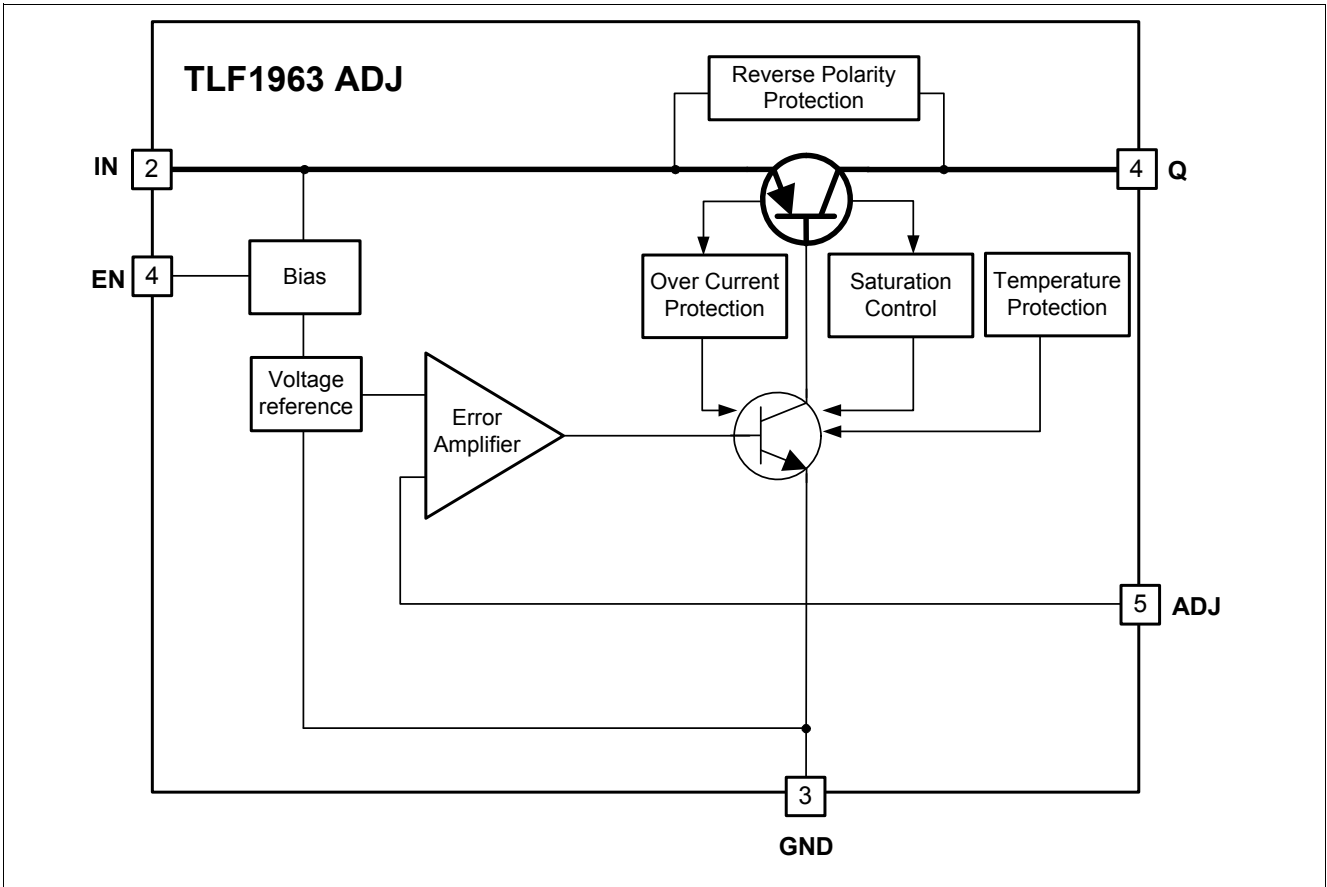 TLF1963 ADJ
Reverse Polarity
Protection
IN
2
4
Q
EN
4
Bias
Over Current
Protection
Saturation
Control
Temperature
Protection
Voltage
reference
Error
Amplifier
5
ADJ
3
GND